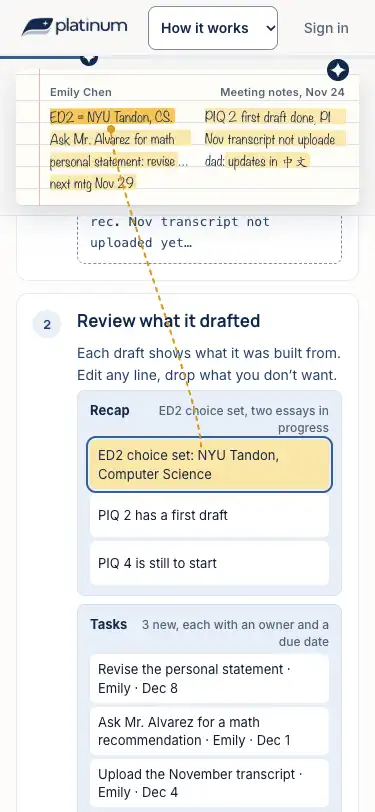 platinum
How it works
Sign in
Emily Chen
Meeting notes, Nov 24
ED2 = NYU Tandon, CS.
Ask Mr. Alvarez for math
personal statement: revise ...
next mtg Nov 29
PIQ 2 first draft done, PI
Nov transcript not uploade
dad: updates in 中文
rec. Nov transcript not
uploaded yet…
2
Review what it drafted
Each draft shows what it was built from.
Edit any line, drop what you don't want.
Recap
ED2 choice set, two essays in
progress
ED2 choice set: NYU Tandon,
Computer Science
PIQ 2 has a first draft
PIQ 4 is still to start
Tasks
3 new, each with an owner and a
due date
Revise the personal statement ·
Emily · Dec 8
Ask Mr. Alvarez for a math
recommendation · Emily · Dec 1
Upload the November transcript ·
Emily · Dec 4